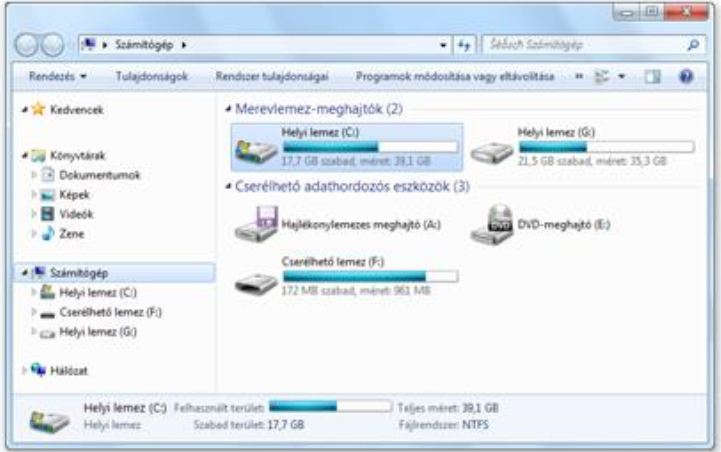 Számítógép
Search Számítógép
Rendezés Tulajdonságok Rendszer tulajdonságai Programok módosítása vagy eltávolítása »
Kedvencek
Könyvtárak
Dokumentumok
Képek
Videók
Zene
Számítógép
Helyi lemez (C:)
Cserélhető lemez (F:)
Helyi lemez (G:)
Hálózat
Merevlemez-meghajtók (2)
Helyi lemez (C:)
17,7 GB szabad, méret: 39,1 GB
Helyi lemez (G:)
21,5 GB szabad, méret: 35,3 GB
Cserélhető adathordozós eszközök (3)
Hajlékonylemezes meghajtó (A:)
DVD
DVD-meghajtó (E:)
Cserélhető lemez (F:)
172 MB szabad, méret: 961 MB
Helyi lemez (C:) Felhasznált terület: Teljes méret: 39,1 GB
Helyi lemez Szabad terület: 17,7 GB Fájlrendszer: NTFS